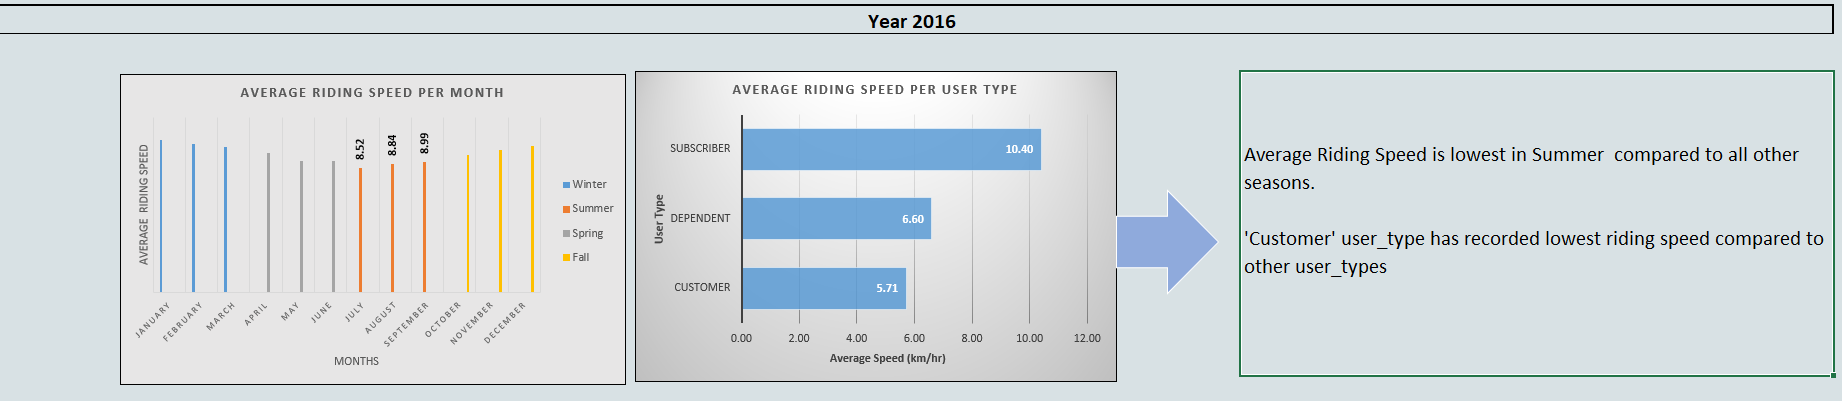 Year 2016
AVERAGE RIDING SPEED PER MONTH
AVERAGE RIDING SPEED
8.52
8.84
8.99
JANUARY
FEBRUARY
MARCH
APRIL
MAY
JUNE
JULY
AUGUST
SEPTEMBER
OCTOBER
NOVEMBER
DECEMBER
MONTHS
Winter
Summer
Spring
Fall
AVERAGE RIDING SPEED PER USER TYPE
User Type
SUBSCRIBER
10.40
DEPENDENT
6.60
CUSTOMER
5.71
0.00 2.00 4.00 6.00 8.00 10.00 12.00
Average Speed (km/hr)
Average Riding Speed is lowest in Summer compared to all other
seasons.
'Customer' user_type has recorded lowest riding speed compared to
other user_types